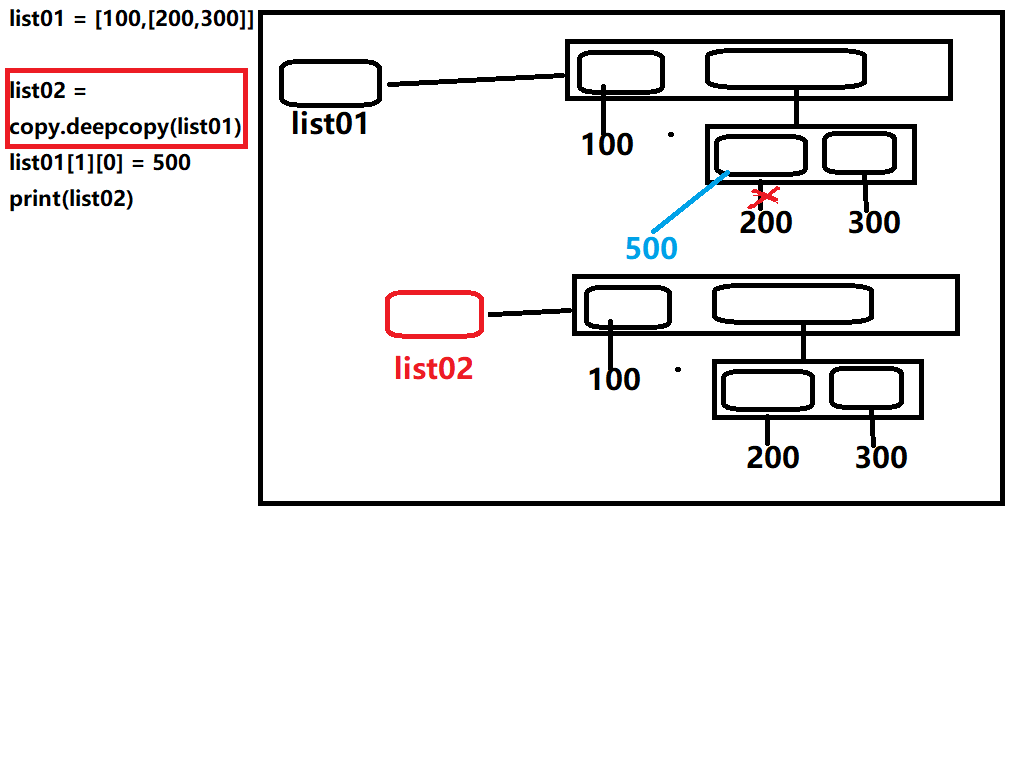 list01 = [100,[200,300]]
list02 =
copy.deepcopy(list01)
list01[1][0] = 500
print(list02)
list01
100
200
300
500
list02
100
200
300